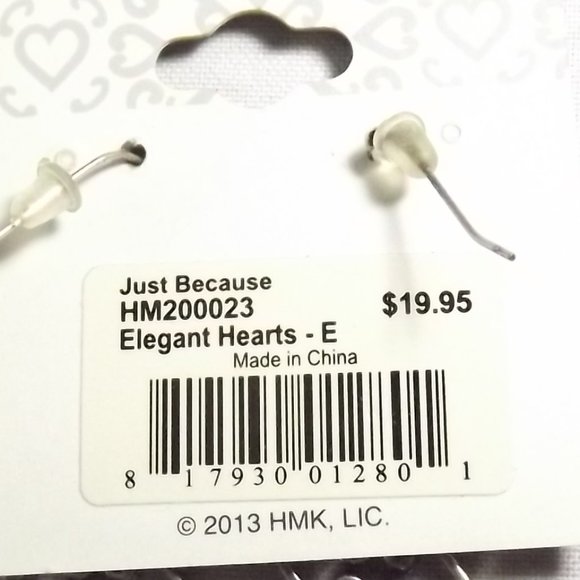 Just Because
HM200023 $19.95
Elegant Hearts - E
Made in China
8 17930 01280 1
© 2013 HMK, LIC.